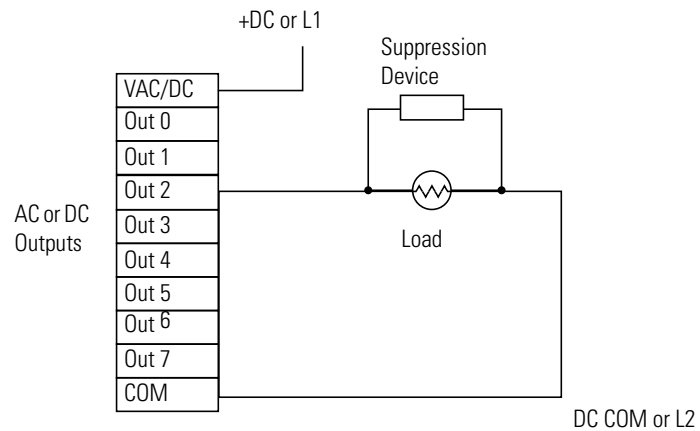 +DC or L1
Suppression
Device
VAC/DC
Out 0
Out 1
Out 2
Out 3
Out 4
Out 5
Out 6
Out 7
COM
AC or DC
Outputs
Load
DC COM or L2